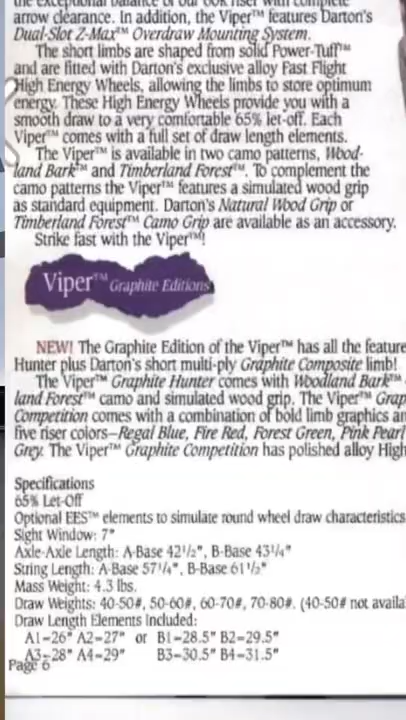 the exceptional balance of our 60k riser with complete
arrow clearance. In addition, the Viper™ features Darton's
Dual-Slot Z-Max™ Overdraw Mounting System.
The short limbs are shaped from solid Power-Tuff™
and are fitted with Darton's exclusive alloy Fast Flight
High Energy Wheels, allowing the limbs to store optimum
energy. These High Energy Wheels provide you with a
smooth draw to a very comfortable 65% let-off. Each
Viper™ comes with a full set of draw length elements.
The Viper™ is available in two camo patterns, Wood-
land Bark™ and Timberland Forest™. To complement the
camo patterns the Viper™ features a simulated wood grip
as standard equipment. Darton's Natural Wood Grip or
Timberland Forest™ Camo Grip are available as an accessory.
Strike fast with the Viper™!
Viper™ Graphite Editions
NEW! The Graphite Edition of the Viper™ has all the feature
Hunter plus Darton's short multi-ply Graphite Composite limb!
The Viper™ Graphite Hunter comes with Woodland Bark™
land Forest™ camo and simulated wood grip. The Viper™ Grap
Competition comes with a combination of bold limb graphics an
five riser colors—Regal Blue, Fire Red, Forest Green, Pink Pearl
Grey. The Viper™ Graphite Competition has polished alloy High
Specifications
65% Let-Off
Optional EES™ elements to simulate round wheel draw characteristics
Sight Window: 7"
Axle-Axle Length: A-Base 42½", B-Base 43¼"
String Length: A-Base 57¼", B-Base 61½"
Mass Weight: 4.3 lbs.
Draw Weights: 40-50#, 50-60#, 60-70#, 70-80#. (40-50# not availa
Draw Length Elements Included:
A1-26" A2-27" or B1-28.5" B2-29.5"
A3-28" A4-29" B3-30.5" B4-31.5"
Page 6